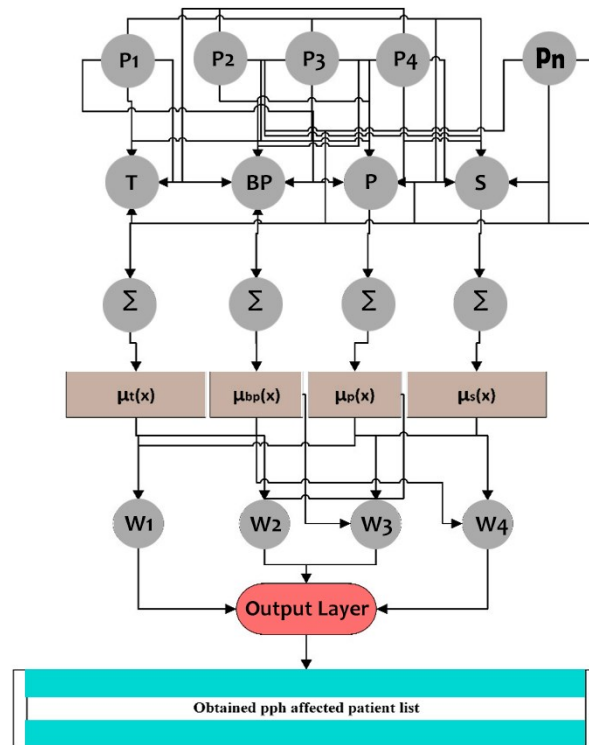 P1 P2 P3 P4 Pn
T BP P S
Σ Σ Σ Σ
μt(x) μbp(x) μp(x) μs(x)
W1 W2 W3 W4
Output Layer
Obtained pph affected patient list